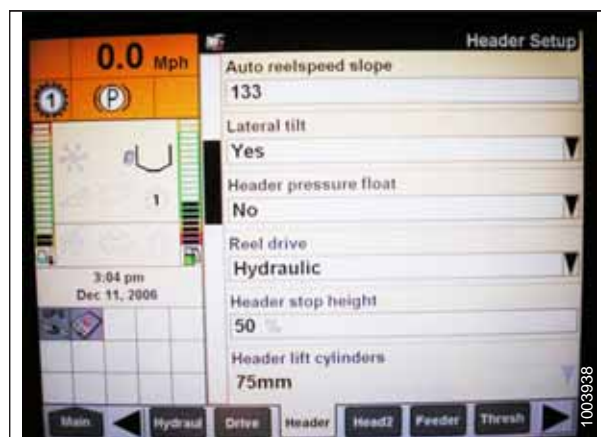 Header Setup
0.0 Mph
1
(P)
1
3:04 pm
Dec 11, 2006
GPS
Auto reelspeed slope
133
Lateral tilt
Yes
Header pressure float
No
Reel drive
Hydraulic
Header stop height
50 %
Header lift cylinders
75mm
Main
Hydraul
Drive
Header
Head2
Feeder
Thresh
1003938